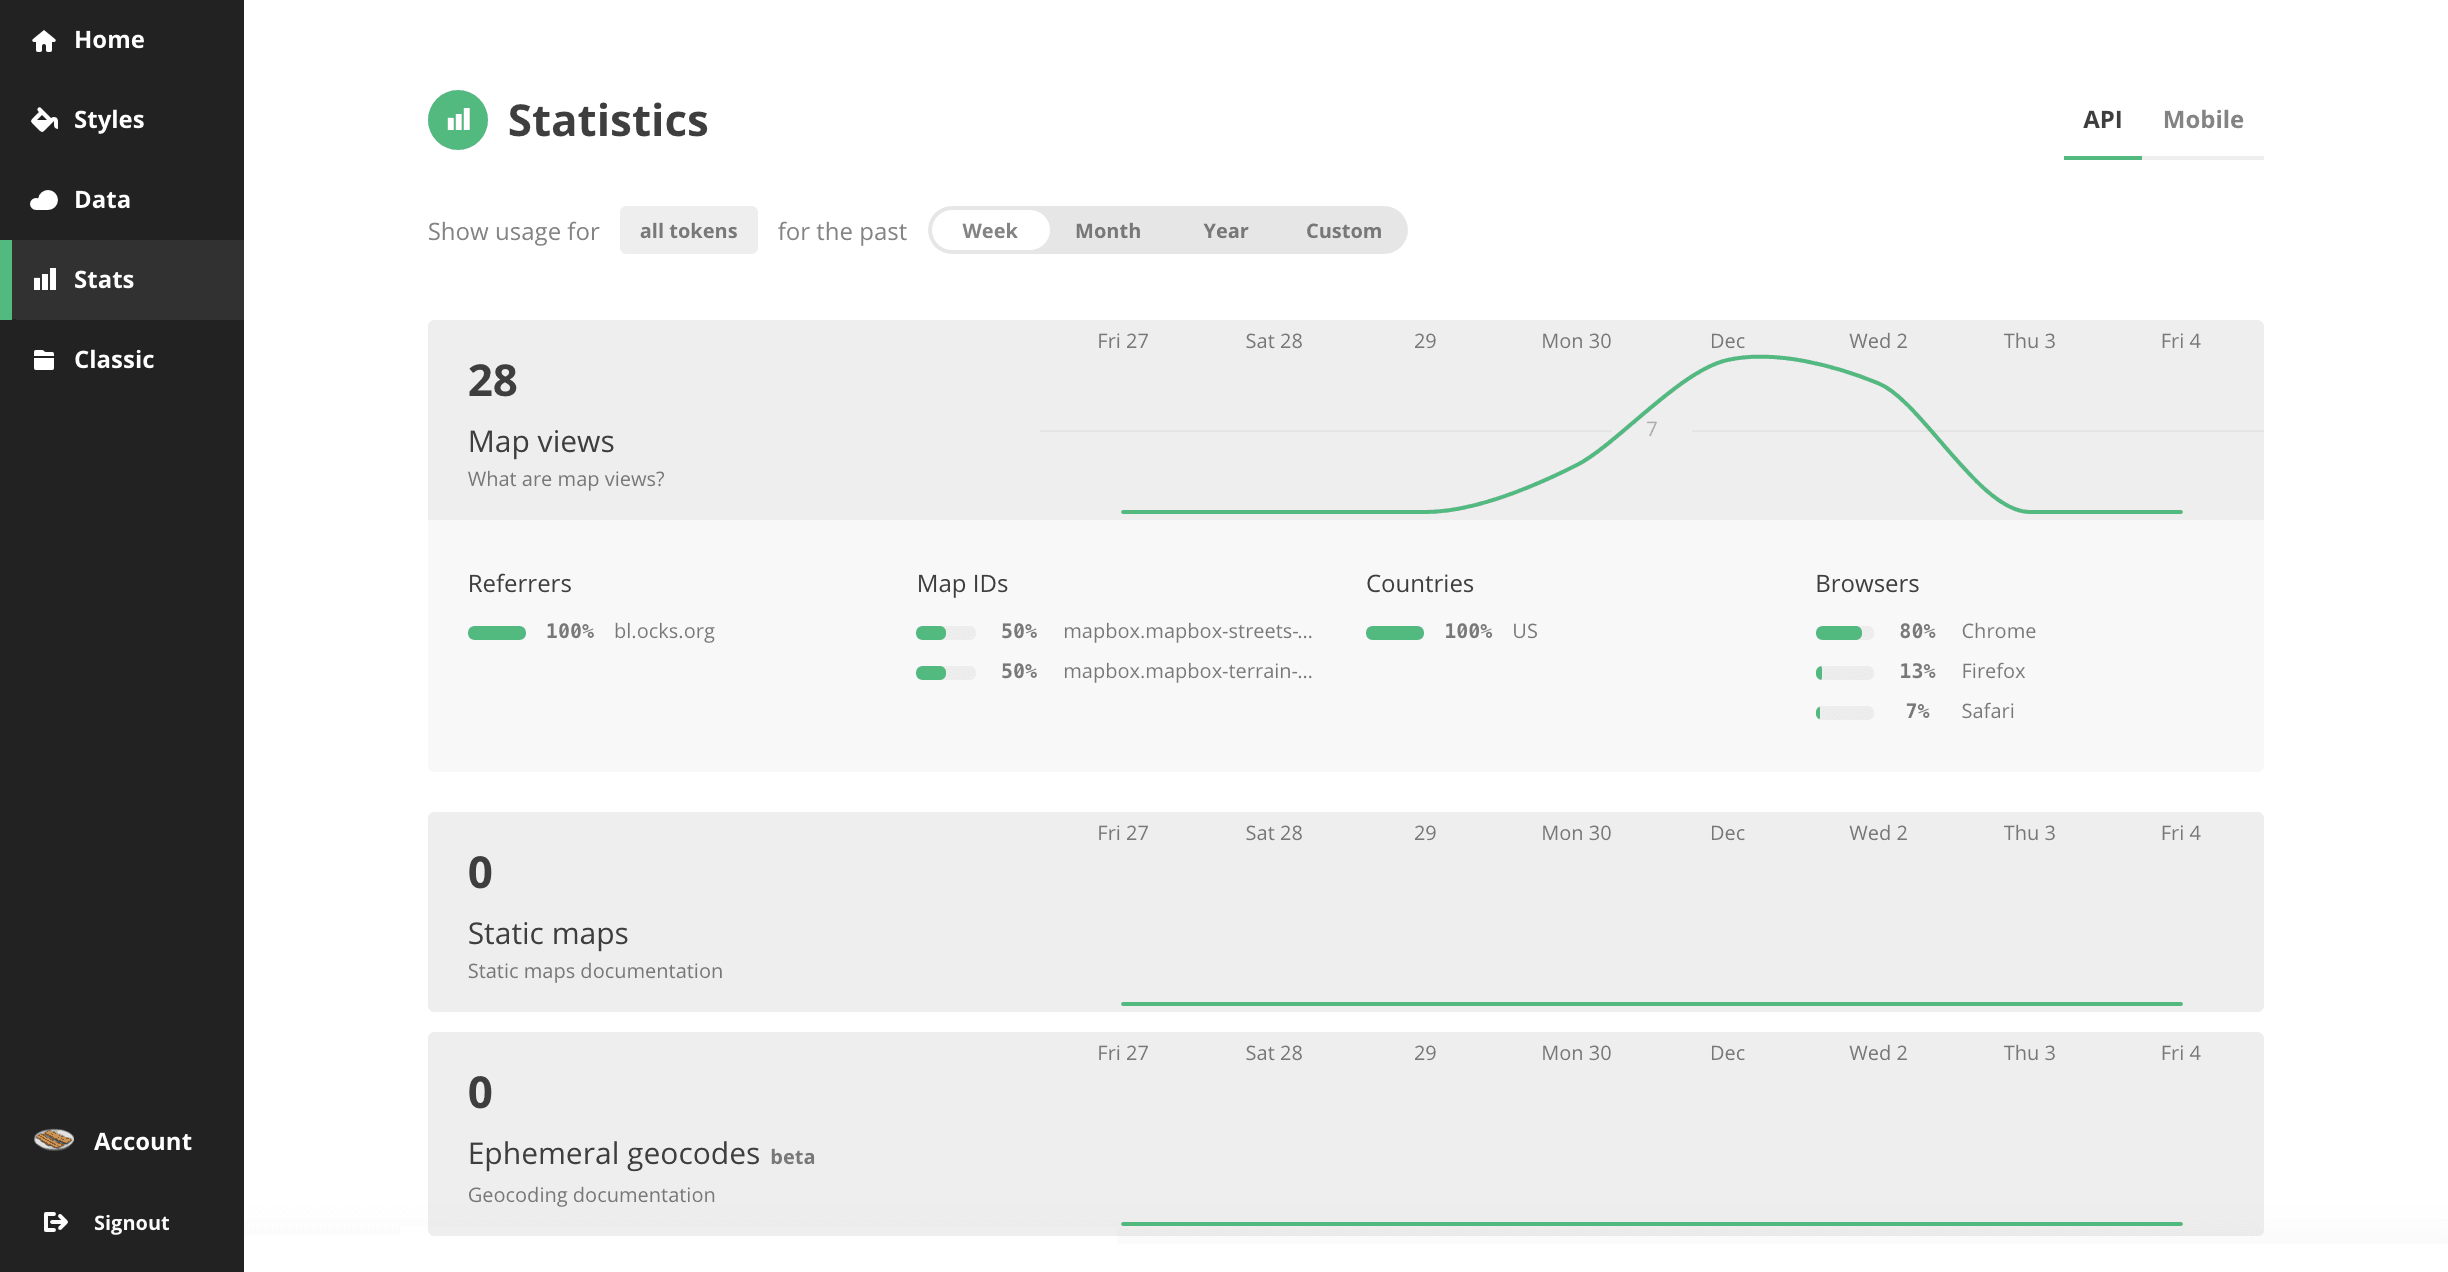 Home
Styles
Data
Stats
Classic
Account
Signout
Statistics
API Mobile
Show usage for all tokens for the past Week Month Year Custom
Fri 27 Sat 28 29 Mon 30 Dec Wed 2 Thu 3 Fri 4
28
7
Map views
What are map views?
Referrers
100% bl.ocks.org
Map IDs
50% mapbox.mapbox-streets-...
50% mapbox.mapbox-terrain-...
Countries
100% US
Browsers
80% Chrome
13% Firefox
7% Safari
Fri 27 Sat 28 29 Mon 30 Dec Wed 2 Thu 3 Fri 4
0
Static maps
Static maps documentation
Fri 27 Sat 28 29 Mon 30 Dec Wed 2 Thu 3 Fri 4
0
Ephemeral geocodes beta
Geocoding documentation